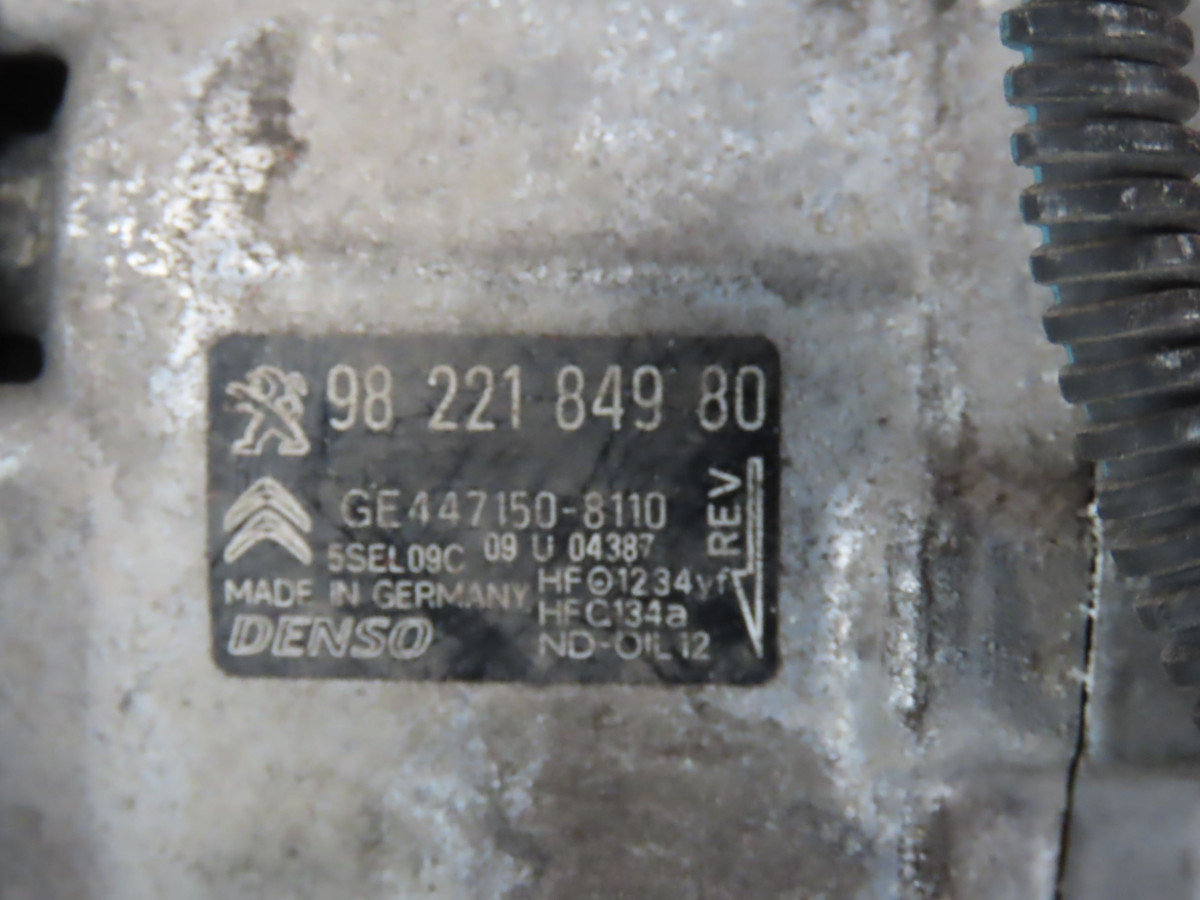 98 221 849 80
GE447150-8110
5SEL09C 09 U 04387
MADE IN GERMANY
HFO1234yf
HFC134a
DENSO
ND-OIL12
REV